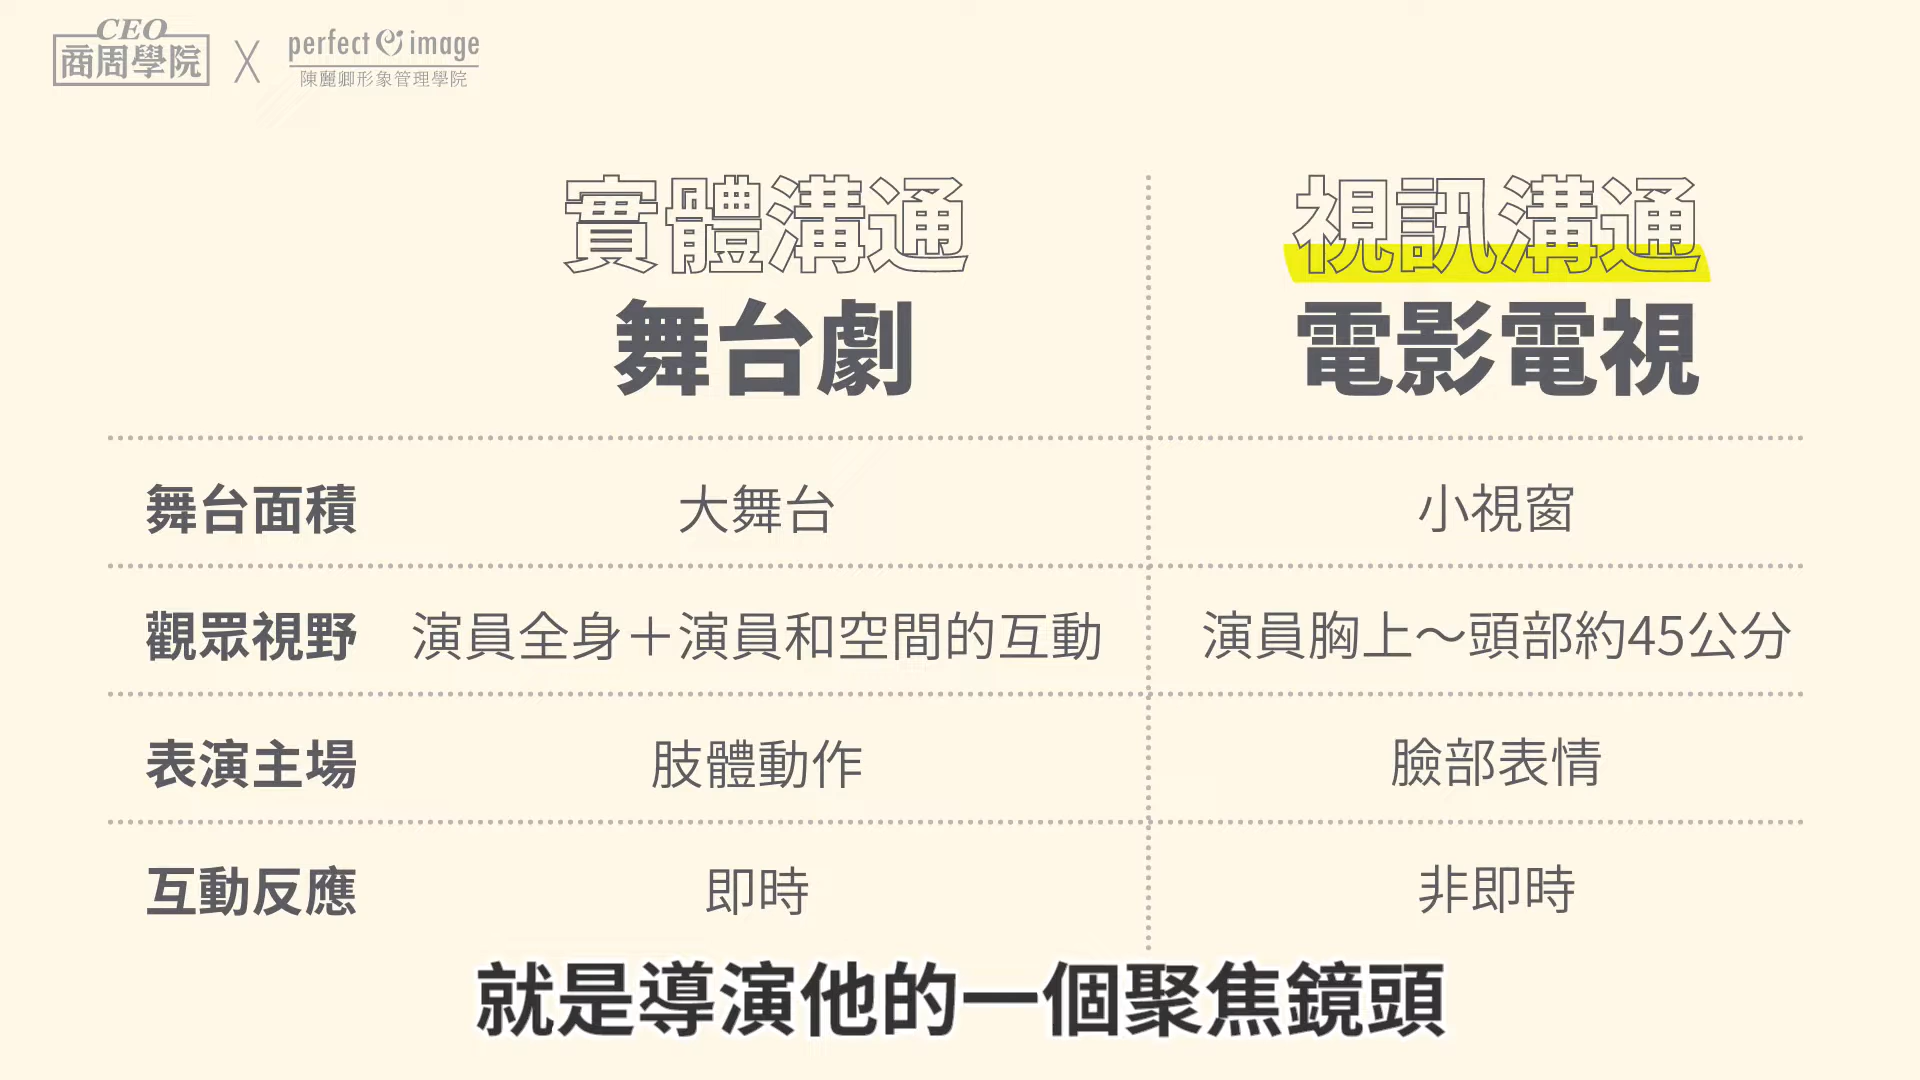 CEO
商周學院 X perfect image
陳麗卿形象管理學院
實體溝通 視訊溝通
舞台劇 電影電視
舞台面積 大舞台 小視窗
觀眾視野 演員全身＋演員和空間的互動 演員胸上～頭部約45公分
表演主場 肢體動作 臉部表情
互動反應 即時 非即時
就是導演他的一個聚焦鏡頭